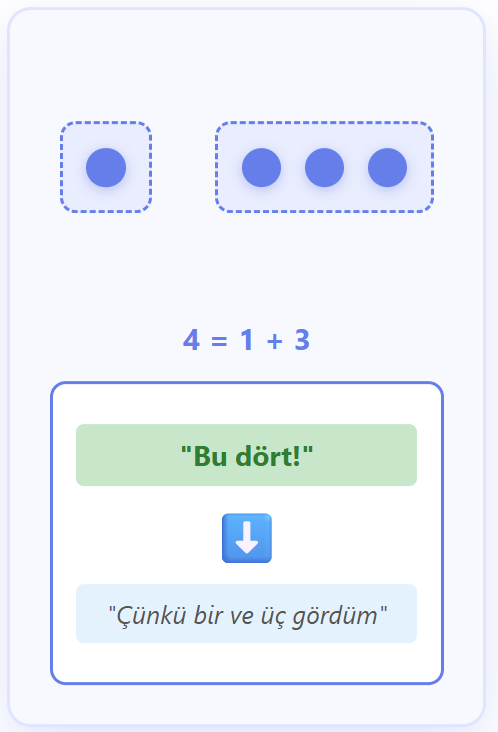 4 = 1 + 3
"Bu dört!"
"Çünkü bir ve üç gördüm"